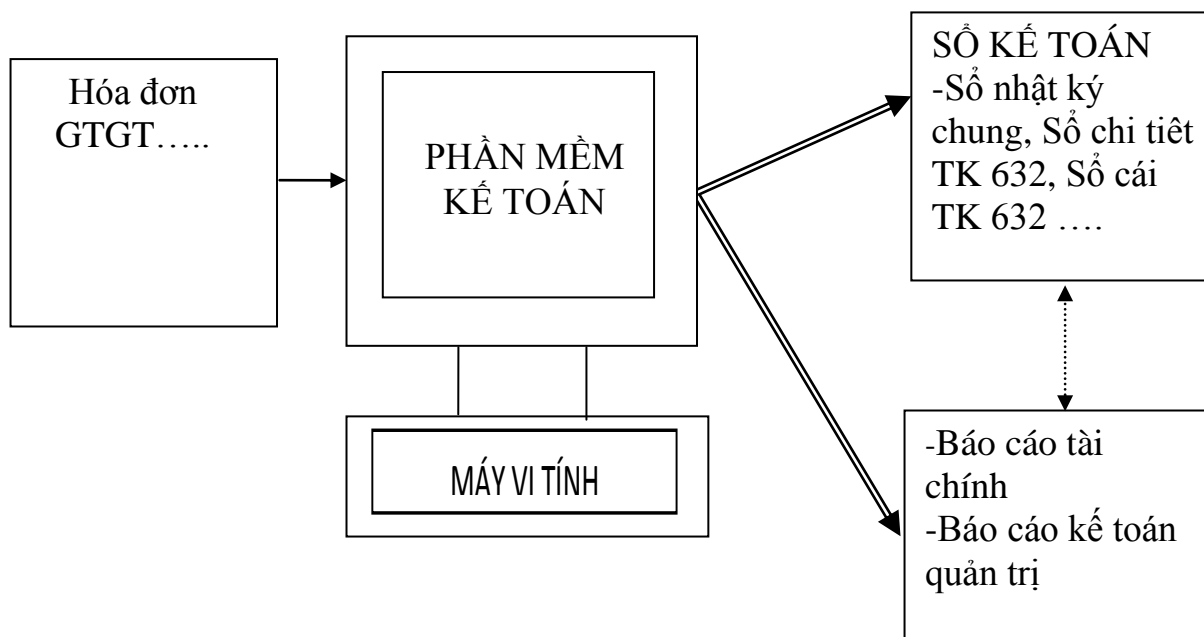 Hóa đơn
GTGT…..
PHẦN MỀM
KẾ TOÁN
MÁY VI TÍNH
SỔ KẾ TOÁN
-Sổ nhật ký
chung, Sổ chi tiêt
TK 632, Sổ cái
TK 632 ….
-Báo cáo tài
chính
-Báo cáo kế toán
quản trị